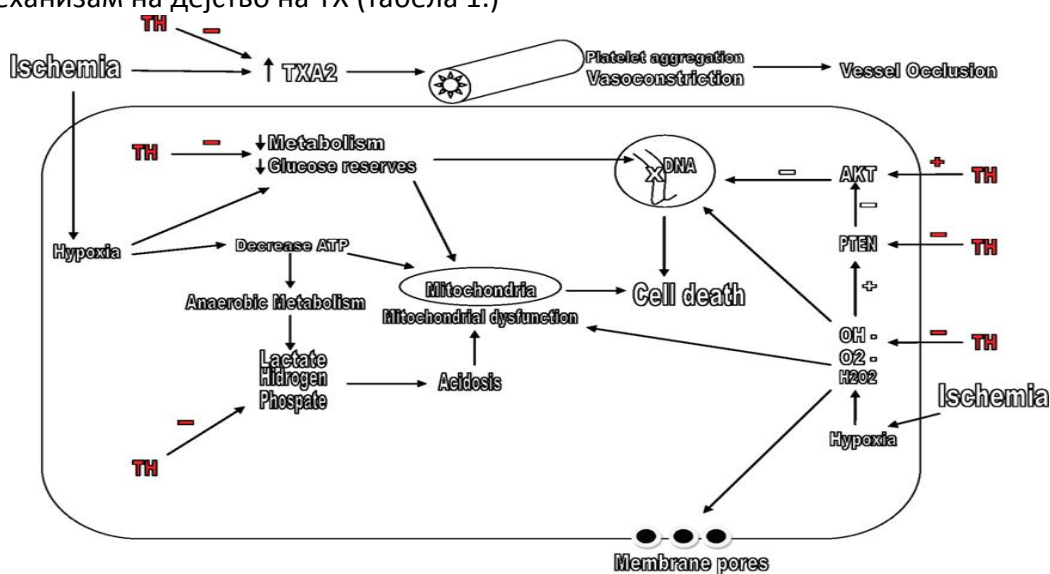 еханизам на дејство на ТХ (Табела 1.)
TH −
Ischemia
↑ TXA2
Platelet aggregation
Vasoconstriction
Vessel Occlusion
TH −
↓ Metabolism
↓ Glucose reserves
X DNA
− AKT + TH
−
Hypoxia
Decrease ATP
PTEN − TH
Anaerobic Metabolism
Mitochondria
Mitochondrial dysfunction
Cell death
+
Lactate
Hidrogen
Phospate
Acidosis
OH -
O2 -
H2O2
− TH
Ischemia
Hypoxia
−
TH
Membrane pores